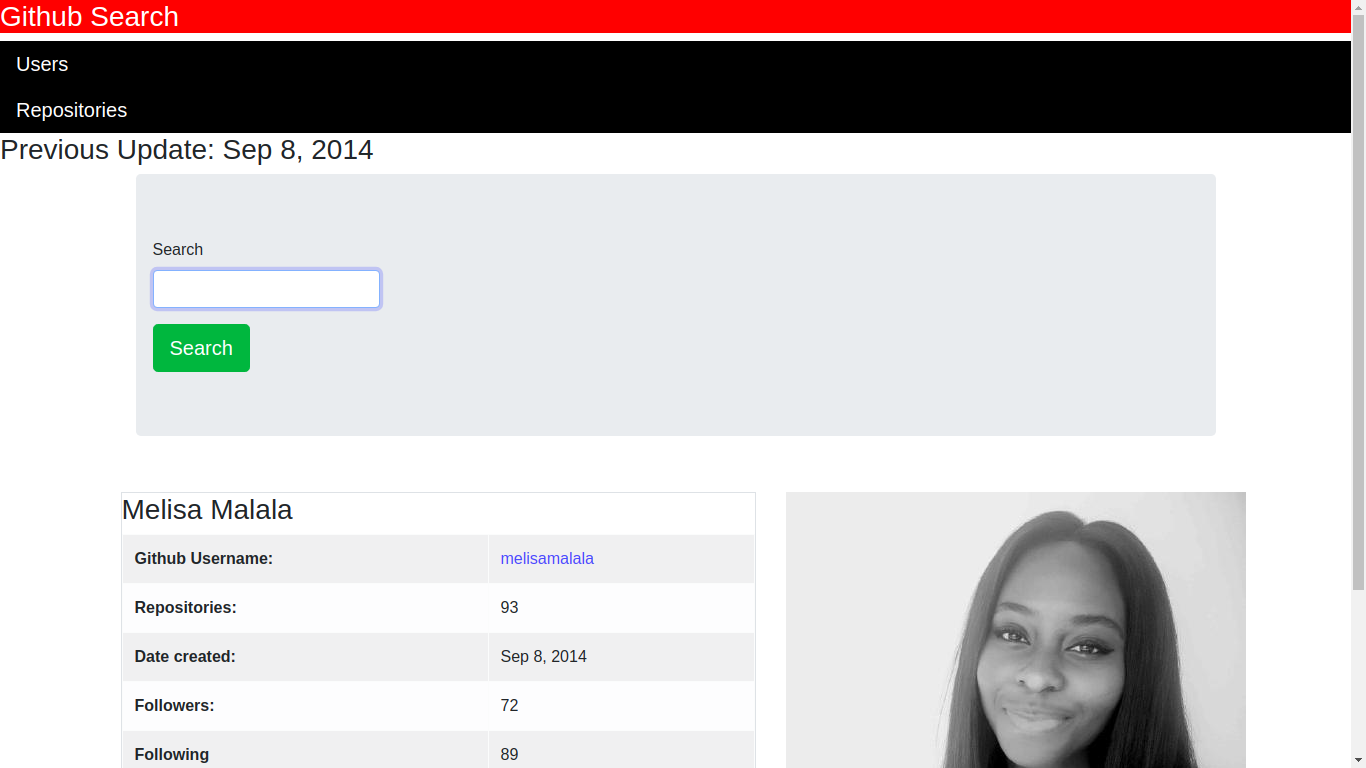 Github Search
Users
Repositories
Previous Update: Sep 8, 2014
Search
Search
Melisa Malala
Github Username: melisamalala
Repositories: 93
Date created: Sep 8, 2014
Followers: 72
Following 89